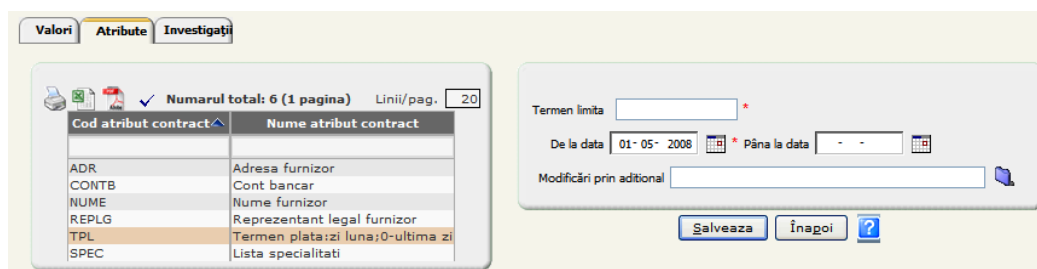 Valori Atribute Investigații
Numarul total: 6 (1 pagina) Linii/pag. 20
Cod atribut contract Nume atribut contract
ADR Adresa furnizor
CONTB Cont bancar
NUME Nume furnizor
REPLG Reprezentant legal furnizor
TPL Termen plata:zi luna;0-ultima zi
SPEC Lista specialitati
Termen limita *
De la data 01- 05- 2008 * Pâna la data - -
Modificări prin aditional
Salveaza Înapoi ?